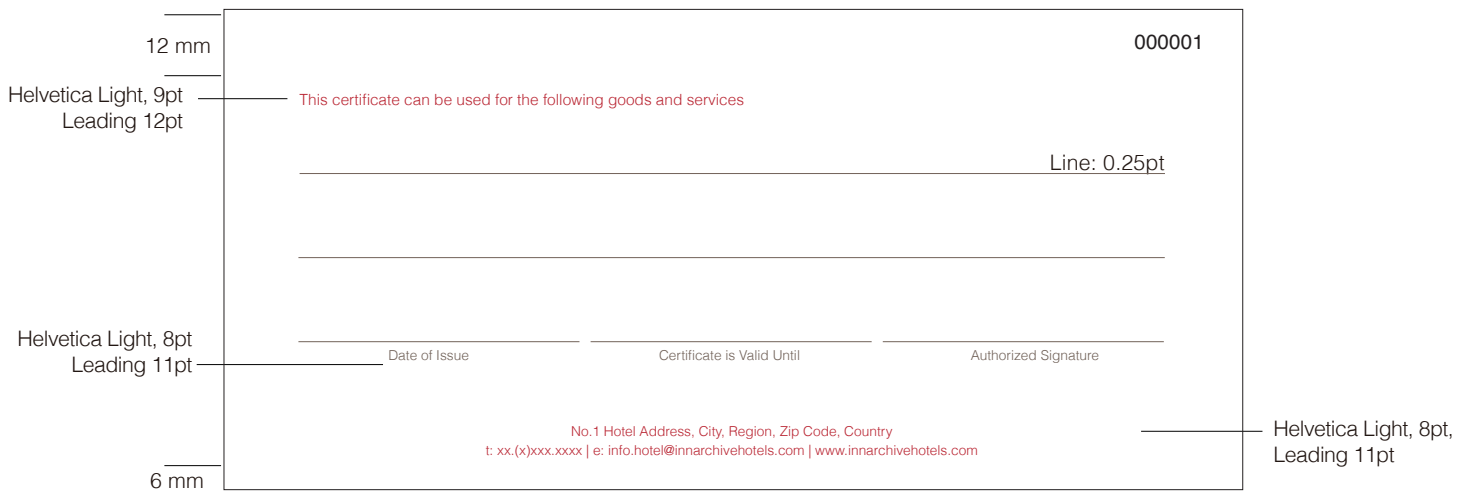 12 mm
000001
Helvetica Light, 9pt
Leading 12pt
This certificate can be used for the following goods and services
Line: 0.25pt
Helvetica Light, 8pt
Leading 11pt
Date of Issue
Certificate is Valid Until
Authorized Signature
No.1 Hotel Address, City, Region, Zip Code, Country
t: xx.(x)xxx.xxxx | e: info.hotel@innarchivehotels.com | www.innarchivehotels.com
Helvetica Light, 8pt,
Leading 11pt
6 mm